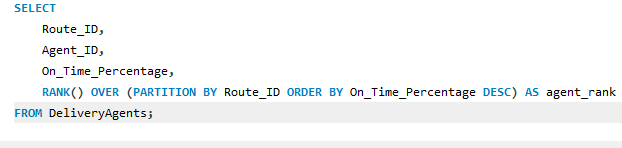 SELECT
    Route_ID,
    Agent_ID,
    On_Time_Percentage,
    RANK() OVER (PARTITION BY Route_ID ORDER BY On_Time_Percentage DESC) AS agent_rank
FROM DeliveryAgents;